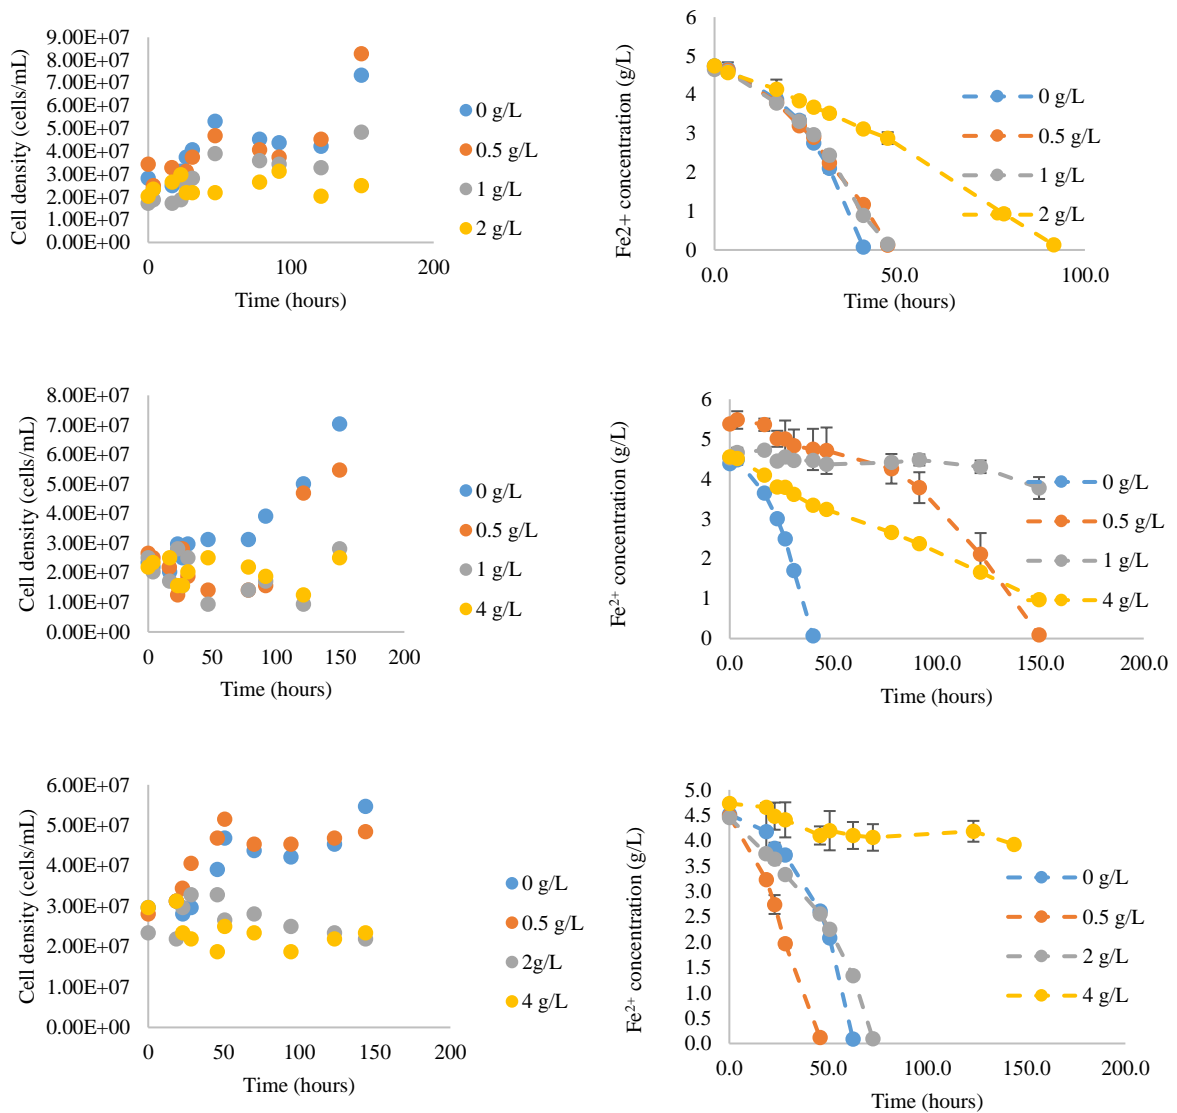 Cell density (cells/mL)
9.00E+07
8.00E+07
7.00E+07
6.00E+07
5.00E+07
4.00E+07
3.00E+07
2.00E+07
1.00E+07
0.00E+00
0
100
200
Time (hours)
0 g/L
0.5 g/L
1 g/L
2 g/L
Fe2+ concentration (g/L)
6
5
4
3
2
1
0
0.0
50.0
100.0
Time (hours)
0 g/L
0.5 g/L
1 g/L
2 g/L
Cell density (cells/mL)
8.00E+07
7.00E+07
6.00E+07
5.00E+07
4.00E+07
3.00E+07
2.00E+07
1.00E+07
0.00E+00
0
50
100
150
200
Time (hours)
0 g/L
0.5 g/L
1 g/L
4 g/L
Fe²⁺ concentration (g/L)
6
5
4
3
2
1
0
0.0
50.0
100.0
150.0
200.0
Time (hours)
0 g/L
0.5 g/L
1 g/L
4 g/L
Cell density (cells/mL)
6.00E+07
5.00E+07
4.00E+07
3.00E+07
2.00E+07
1.00E+07
0.00E+00
0
50
100
150
200
Time (hours)
0 g/L
0.5 g/L
2g/L
4 g/L
Fe²⁺ concentration (g/L)
5.0
4.5
4.0
3.5
3.0
2.5
2.0
1.5
1.0
0.5
0.0
0.0
50.0
100.0
150.0
200.0
Time (hours)
0 g/L
0.5 g/L
2 g/L
4 g/L